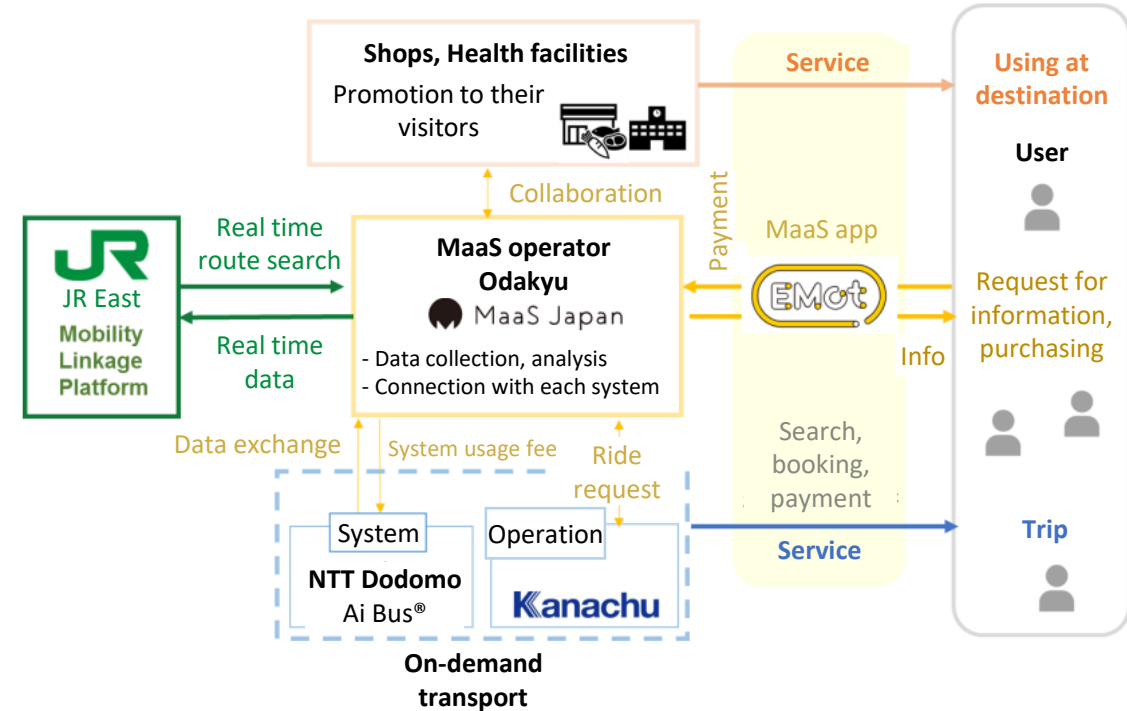 Shops, Health facilities
Promotion to their
visitors
Service
Using at
destination
User
Collaboration
Payment
MaaS app
EMot
Request for
information,
purchasing
Info
JR
JR East
Mobility
Linkage
Platform
Real time
route search
Real time
data
MaaS operator
Odakyu
MaaS Japan
- Data collection, analysis
- Connection with each system
Data exchange
System usage fee
Ride
request
Search,
booking,
payment
Service
Trip
System
NTT Dodomo
Ai Bus®
Operation
Kanachu
On-demand
transport